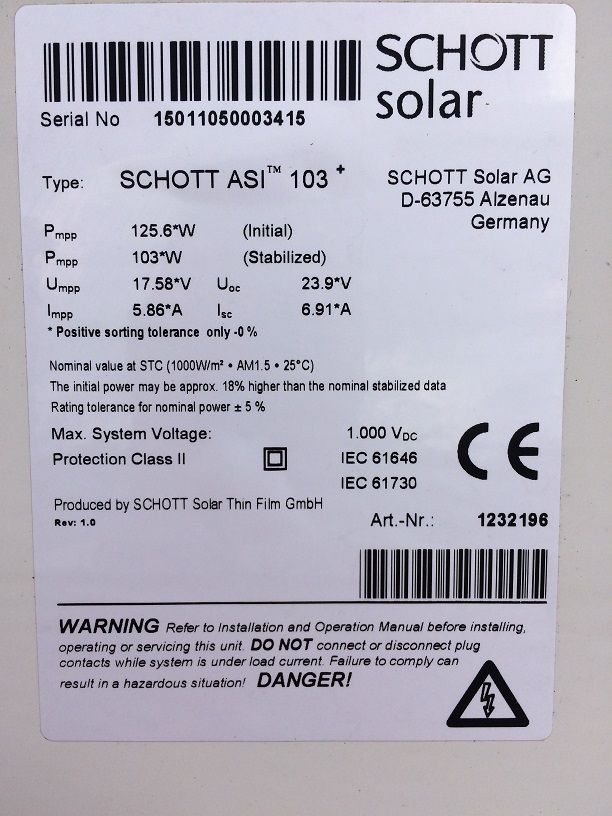 SCHOTT
solar
Serial No 15011050003415
Type: SCHOTT ASI™ 103 +
SCHOTT Solar AG
D-63755 Alzenau
Germany
Pmpp 125.6*W (Initial)
Pmpp 103*W (Stabilized)
Umpp 17.58*V Uoc 23.9*V
Impp 5.86*A Isc 6.91*A
* Positive sorting tolerance only -0 %
Nominal value at STC (1000W/m² • AM1.5 • 25°C)
The initial power may be approx. 18% higher than the nominal stabilized data
Rating tolerance for nominal power ± 5 %
Max. System Voltage: 1.000 VDC
Protection Class II IEC 61646
IEC 61730
CE
Produced by SCHOTT Solar Thin Film GmbH
Rev: 1.0
Art.-Nr.: 1232196
WARNING Refer to Installation and Operation Manual before installing,
operating or servicing this unit. DO NOT connect or disconnect plug
contacts while system is under load current. Failure to comply can
result in a hazardous situation! DANGER!